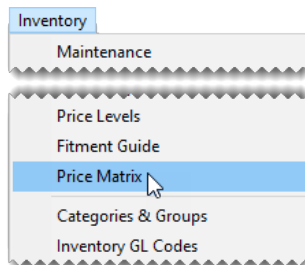 Inventory
Maintenance
Price Levels
Fitment Guide
Price Matrix
Categories & Groups
Inventory GL Codes